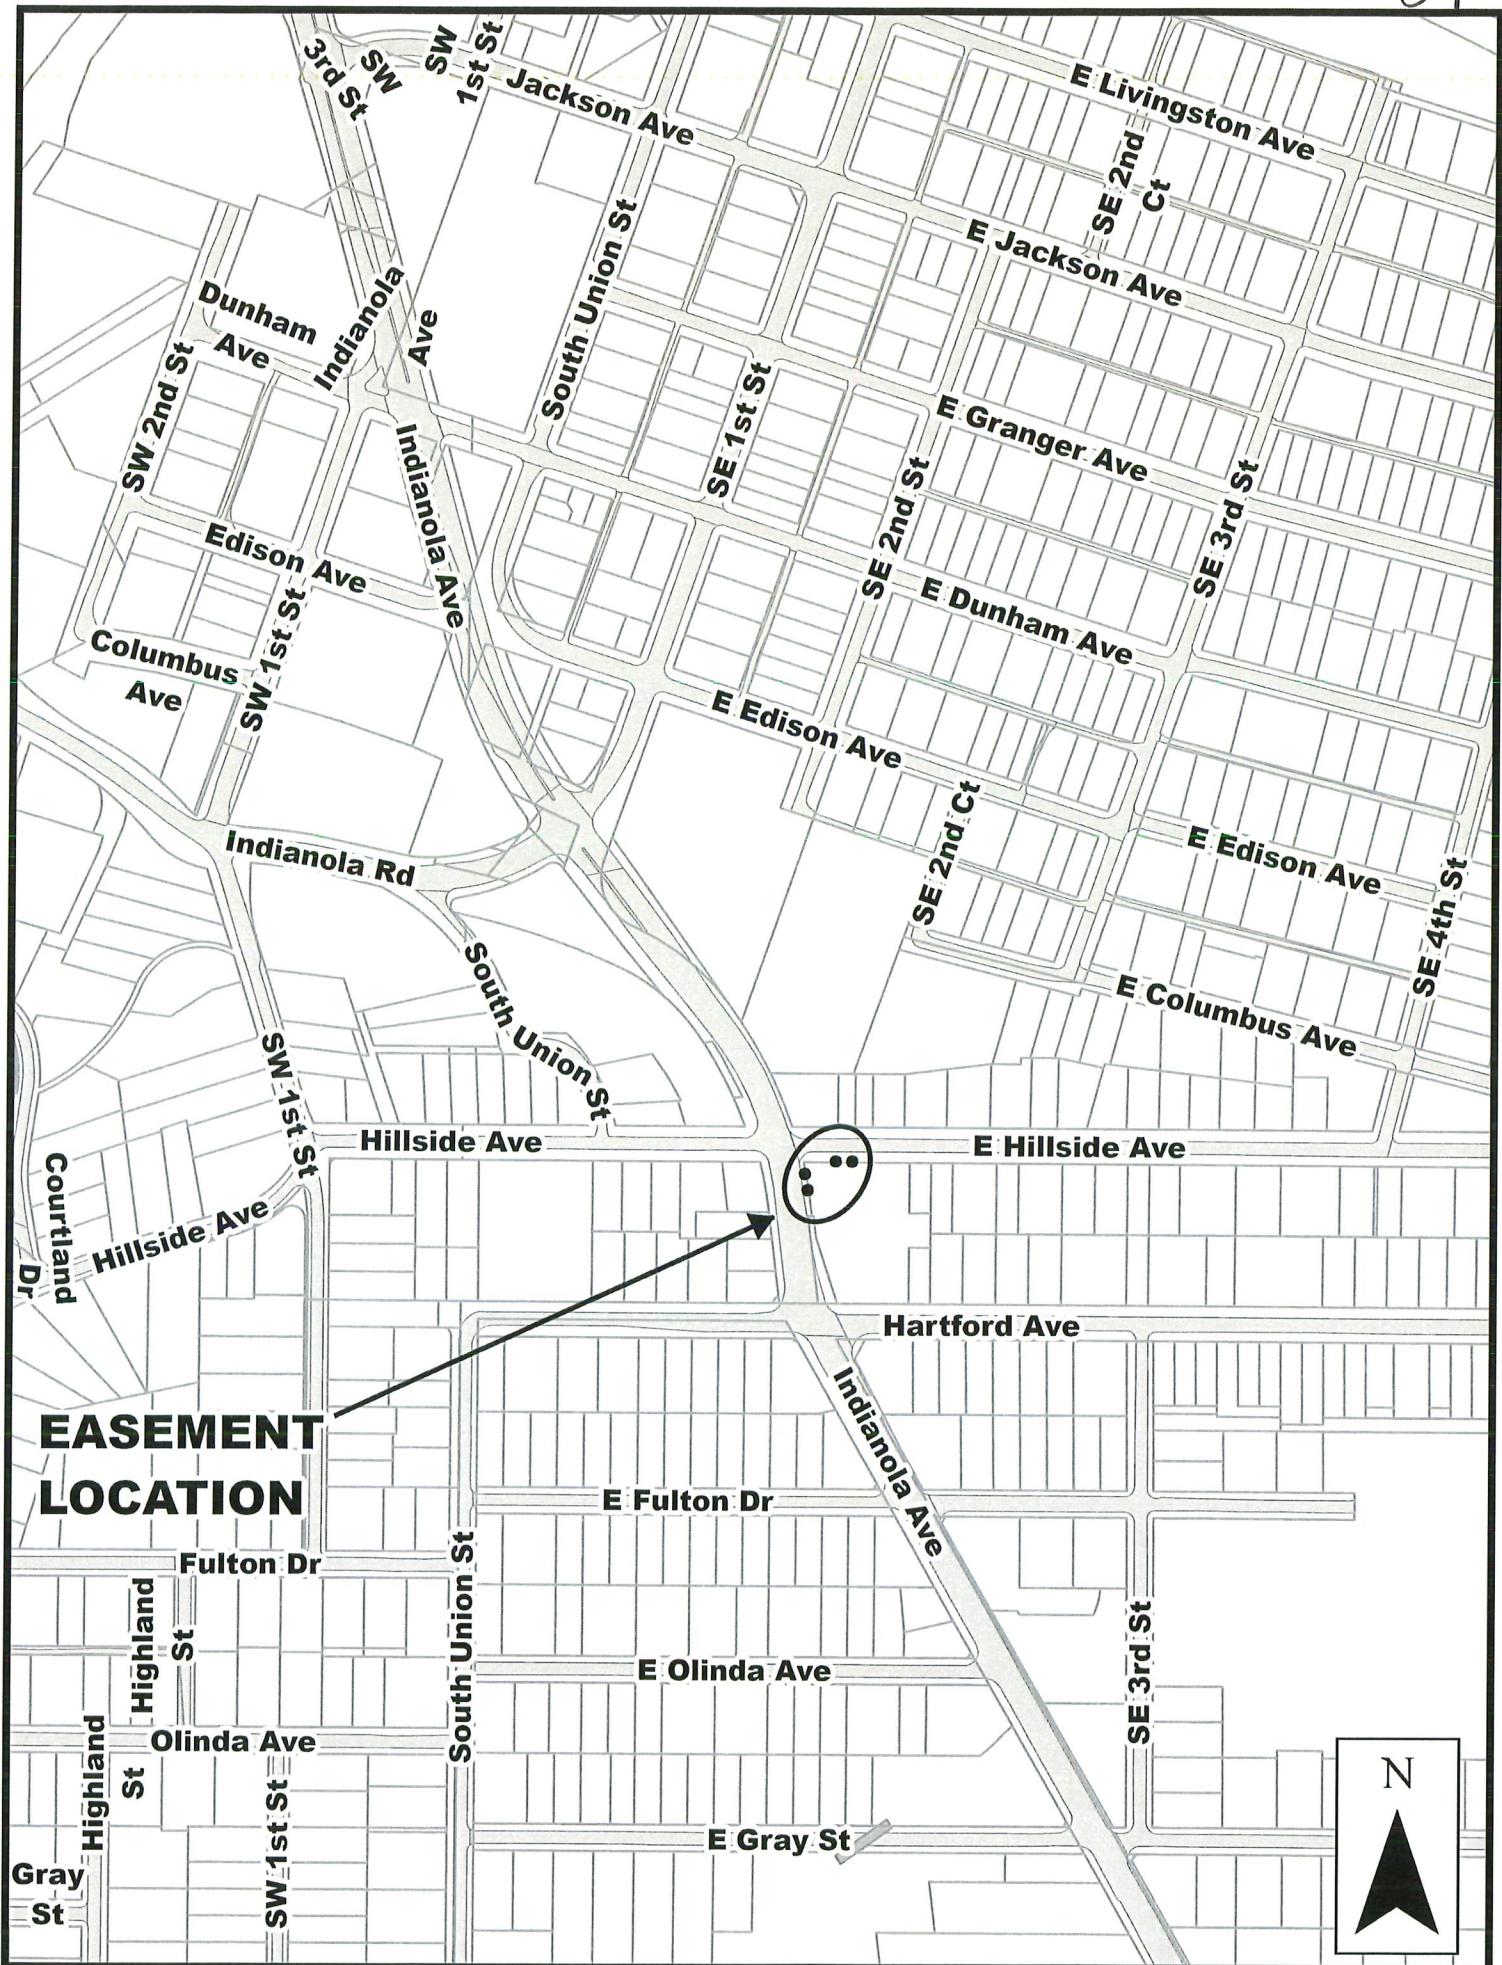 SW
3rd St
SW
1st St
SW
Jackson Ave
E Livingston Ave
SE 2nd
Ct
E Jackson Ave
South Union St
Dunham
Ave
Indianola
Ave
SW 2nd St
SE 1st St
E Granger Ave
Indianola Ave
SE 2nd St
SE 3rd St
Edison Ave
E Dunham Ave
Columbus
Ave
SW 1st St
E Edison Ave
SE 2nd Ct
Indianola Rd
E Edison Ave
SE 4th St
South Union St
E Columbus Ave
SW 1st St
Hillside Ave
E Hillside Ave
Courtland
Dr
Hillside Ave
Hartford Ave
Indianola Ave
EASEMENT
LOCATION
E Fulton Dr
Fulton Dr
South Union St
Highland
St
E Olinda Ave
SE 3rd St
Olinda Ave
Highland
St
SW 1st St
E Gray St
Gray
St
N